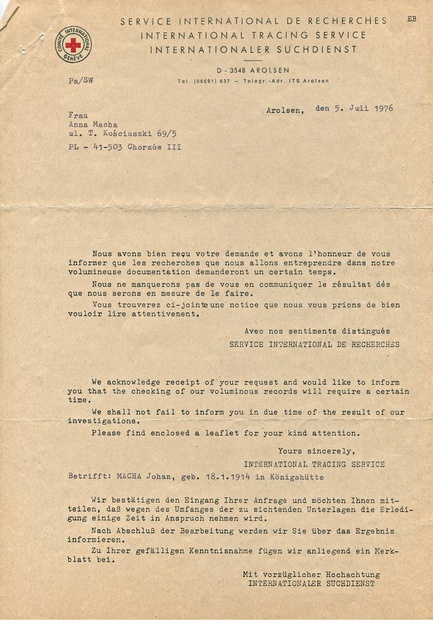 SERVICE INTERNATIONAL DE RECHERCHES
INTERNATIONAL TRACING SERVICE
INTERNATIONALER SUCHDIENST
EB
COMITÉ INTERNATIONAL
GENÈVE
D - 3548 AROLSEN
Tel. (05691) 637 — Telegr.-Adr. ITS Arolsen
Pa/SW
Arolsen, den 5. Juli 1976
Frau
Anna Macha
ul. T. Kościuszki 69/5
PL - 41-503 Chorzów III
Nous avons bien reçu votre demande et avons l'honneur de vous
informer que les recherches que nous allons entreprendre dans notre
volumineuse documentation demanderont un certain temps.
Nous ne manquerons pas de vous en communiquer le résultat dès
que nous serons en mesure de le faire.
Vous trouverez ci-jointe une notice que nous vous prions de bien
vouloir lire attentivement.
Avec nos sentiments distingués
SERVICE INTERNATIONAL DE RECHERCHES
We acknowledge receipt of your request and would like to inform
you that the checking of our voluminous records will require a certain
time.
We shall not fail to inform you in due time of the result of our
investigations.
Please find enclosed a leaflet for your kind attention.
Yours sincerely,
INTERNATIONAL TRACING SERVICE
Betrifft: MACHA Johan, geb. 18.1.1914 in Königshütte
Wir bestätigen den Eingang Ihrer Anfrage und möchten Ihnen mit-
teilen, daß wegen des Umfanges der zu sichtenden Unterlagen die Erledi-
gung einige Zeit in Anspruch nehmen wird.
Nach Abschluß der Bearbeitung werden wir Sie über das Ergebnis
informieren.
Zu Ihrer gefälligen Kenntnisnahme fügen wir anliegend ein Merk-
blatt bei.
Mit vorzüglicher Hochachtung
INTERNATIONALER SUCHDIENST